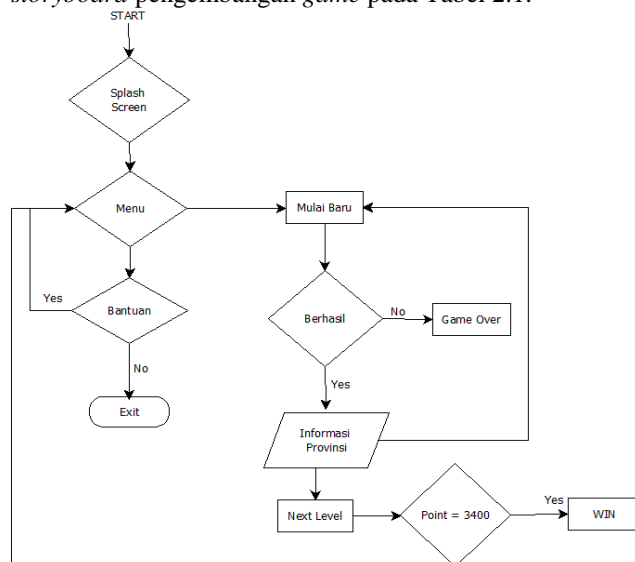 storyboard pengembangan game pada Tabel 2.1.
START
Splash
Screen
Menu
Mulai Baru
Yes
Bantuan
Berhasil
No
Game Over
No
Yes
Exit
Informasi
Provinsi
Next Level
Point = 3400
Yes
WIN